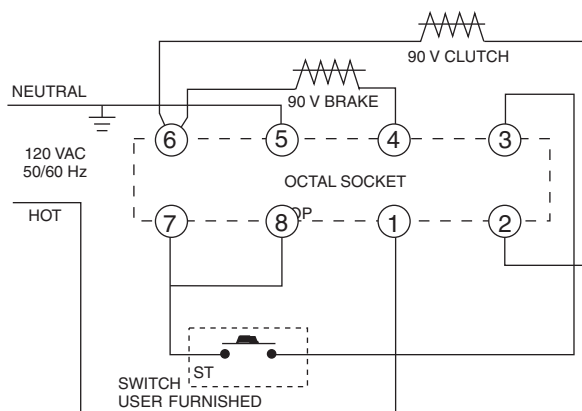 90 V CLUTCH
NEUTRAL
90 V BRAKE
6 5 4 3
120 VAC
50/60 Hz
OCTAL SOCKET
HOT
OP
7 8 1 2
ST
SWITCH
USER FURNISHED